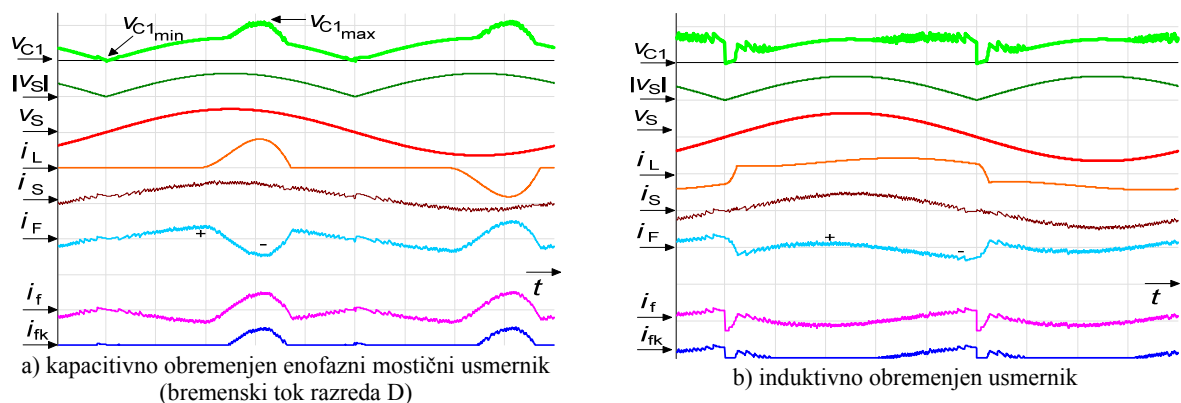 vC1min
vC1max
vC1
|vS|
vS
iL
iS
iF
+
-
t
if
ifk
a) kapacitivno obremenjen enofazni mostični usmernik
(bremenski tok razreda D)
vC1
|vS|
vS
iL
iS
iF
+
-
t
if
ifk
b) induktivno obremenjen usmernik